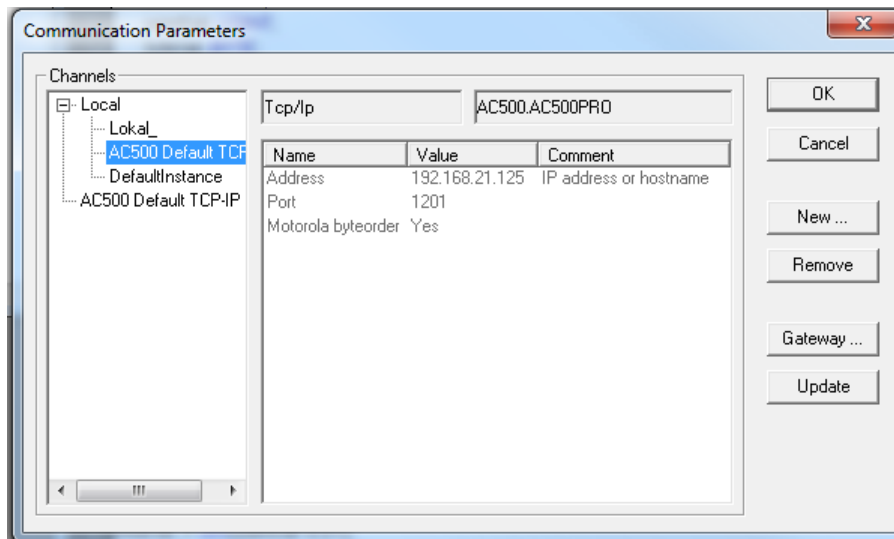 Communication Parameters
Channels
Local
Lokal_
AC500 Default TCP
DefaultInstance
AC500 Default TCP-IP
Tcp/Ip
AC500.AC500PRO
Name Value Comment
Address 192.168.21.125 IP address or hostname
Port 1201
Motorola byteorder Yes
OK
Cancel
New ...
Remove
Gateway ...
Update